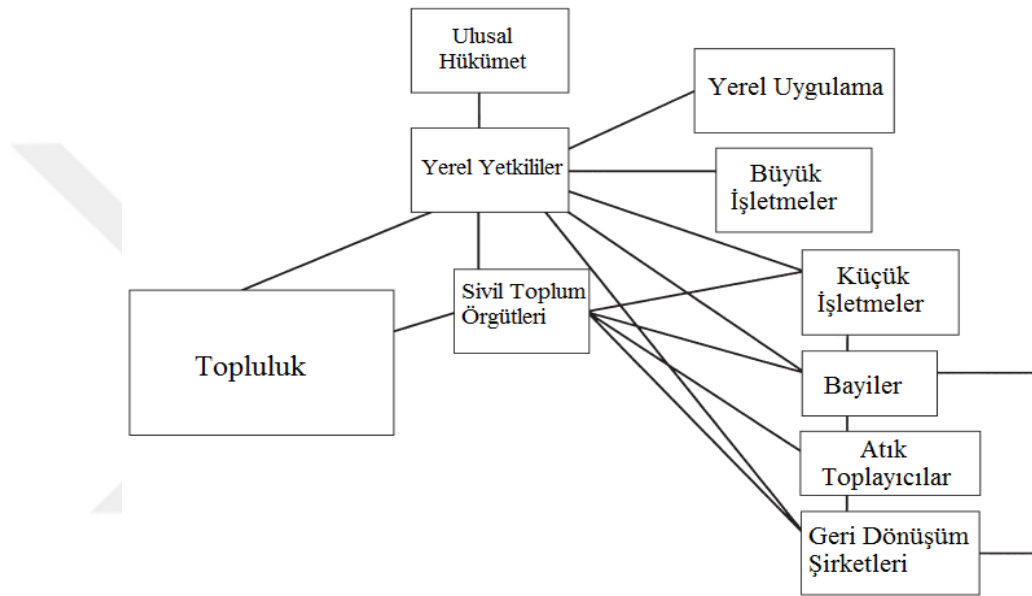 Ulusal
Hükümet
Yerel Uygulama
Yerel Yetkililer
Büyük
İşletmeler
Sivil Toplum
Örgütleri
Küçük
İşletmeler
Topluluk
Bayiler
Atık
Toplayıcılar
Geri Dönüşüm
Şirketleri